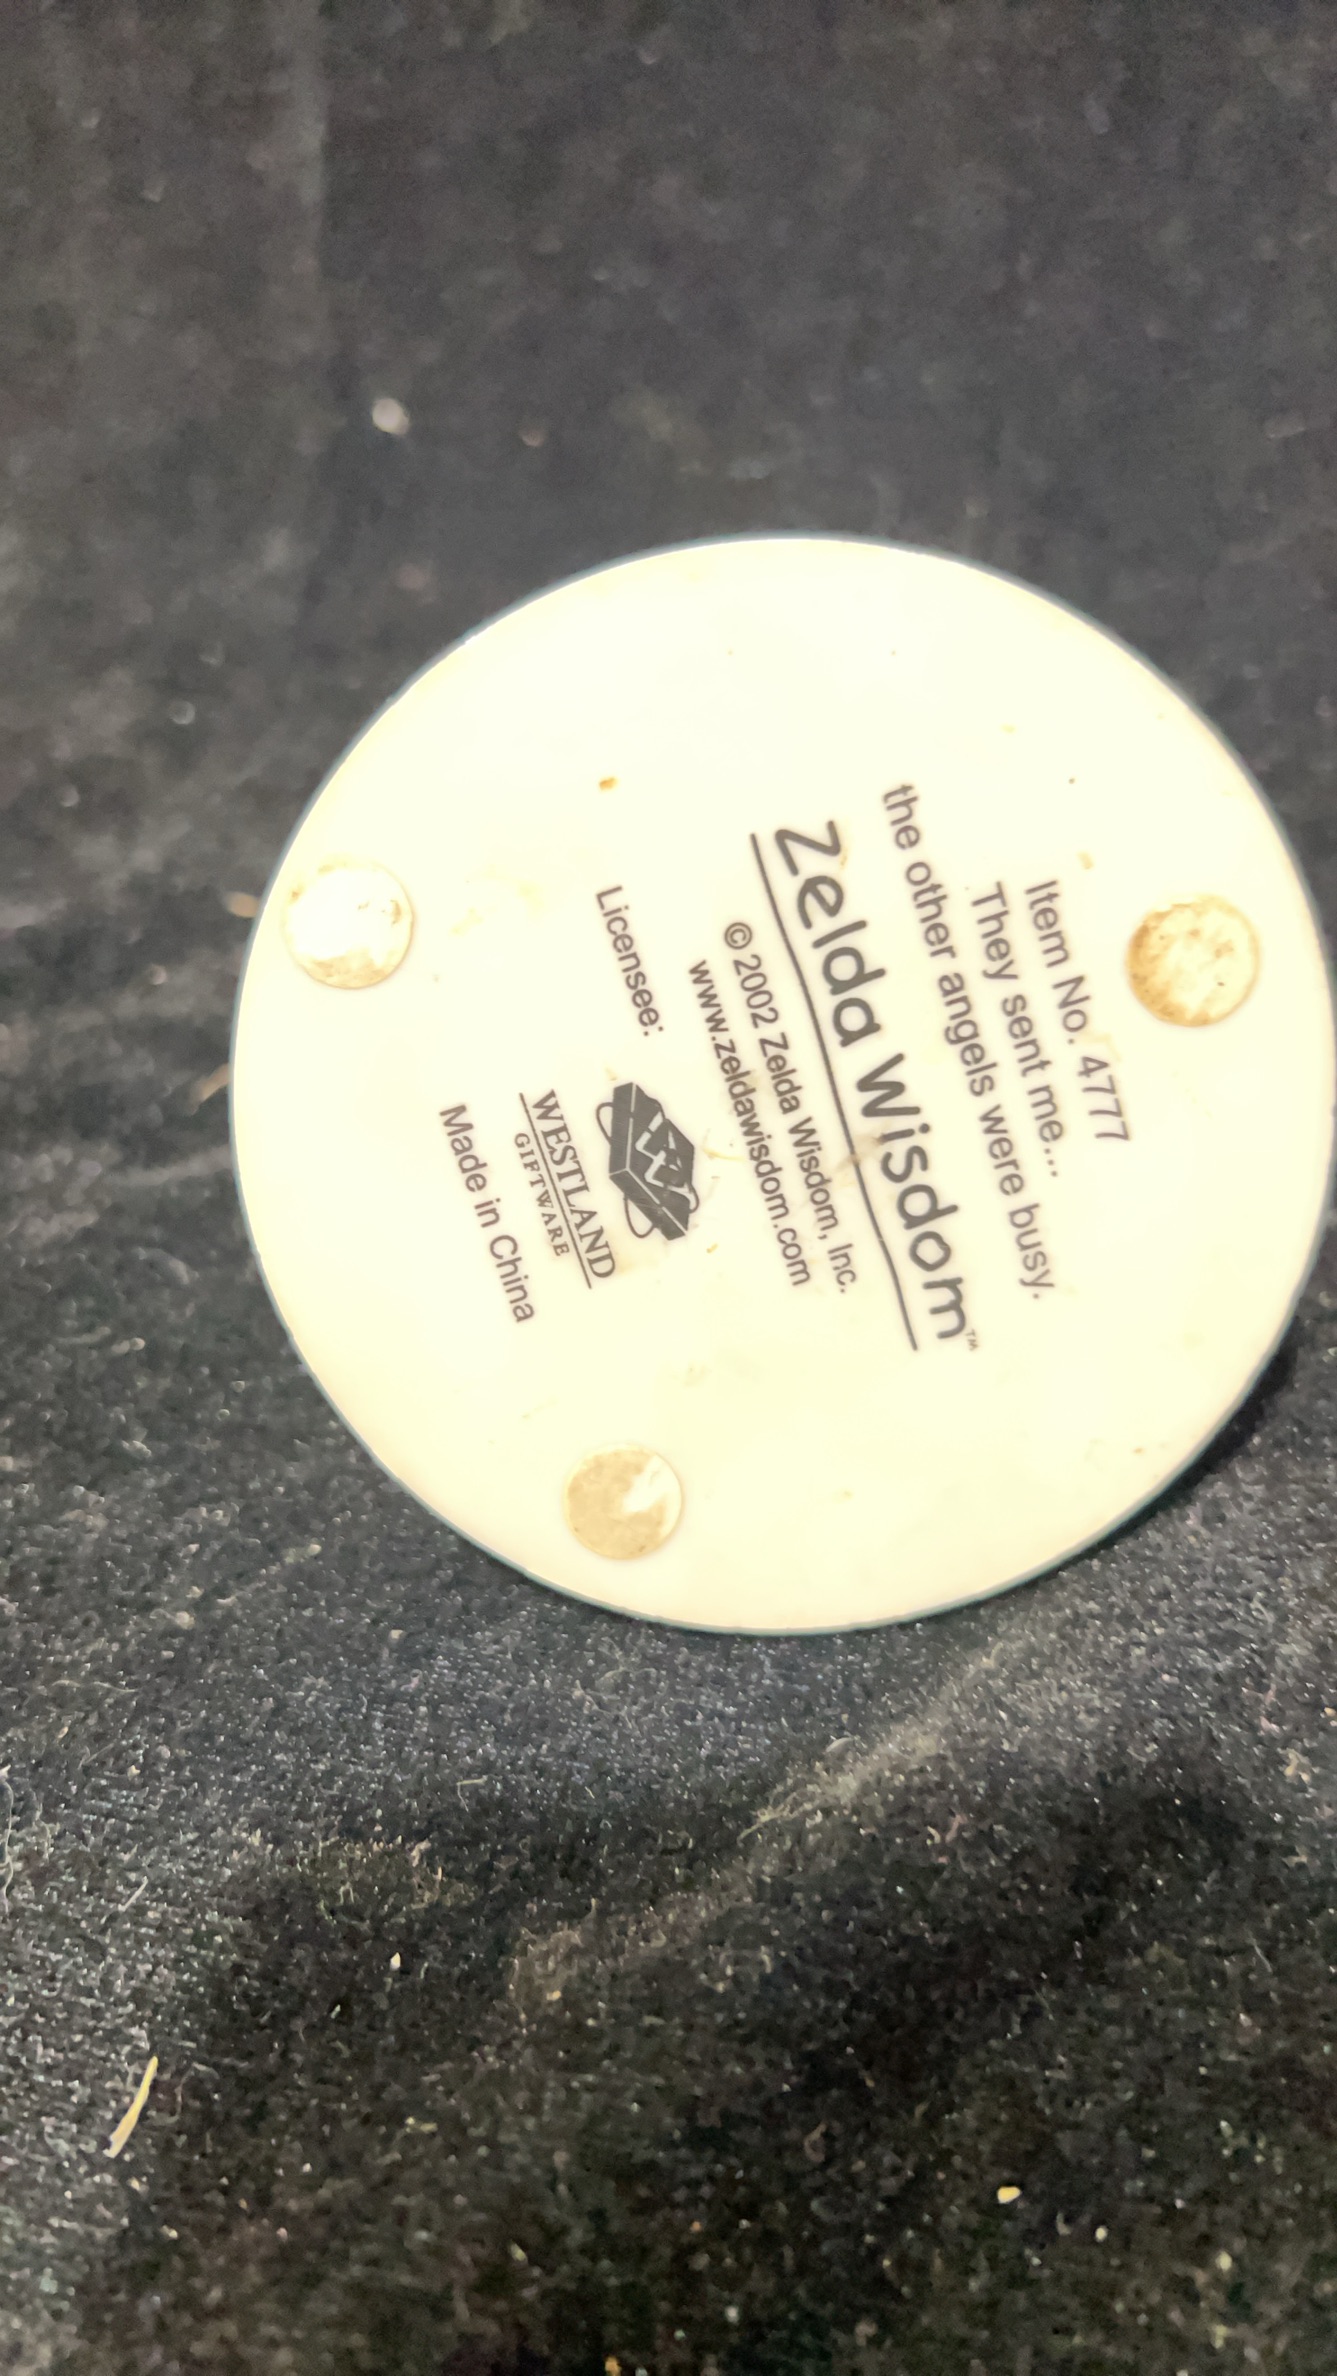 Item No. 4777
They sent me...
the other angels were busy.
Zelda Wisdom™
© 2002 Zelda Wisdom, Inc.
www.zeldawisdom.com
Licensee:
WESTLAND
GIFTWARE
Made in China